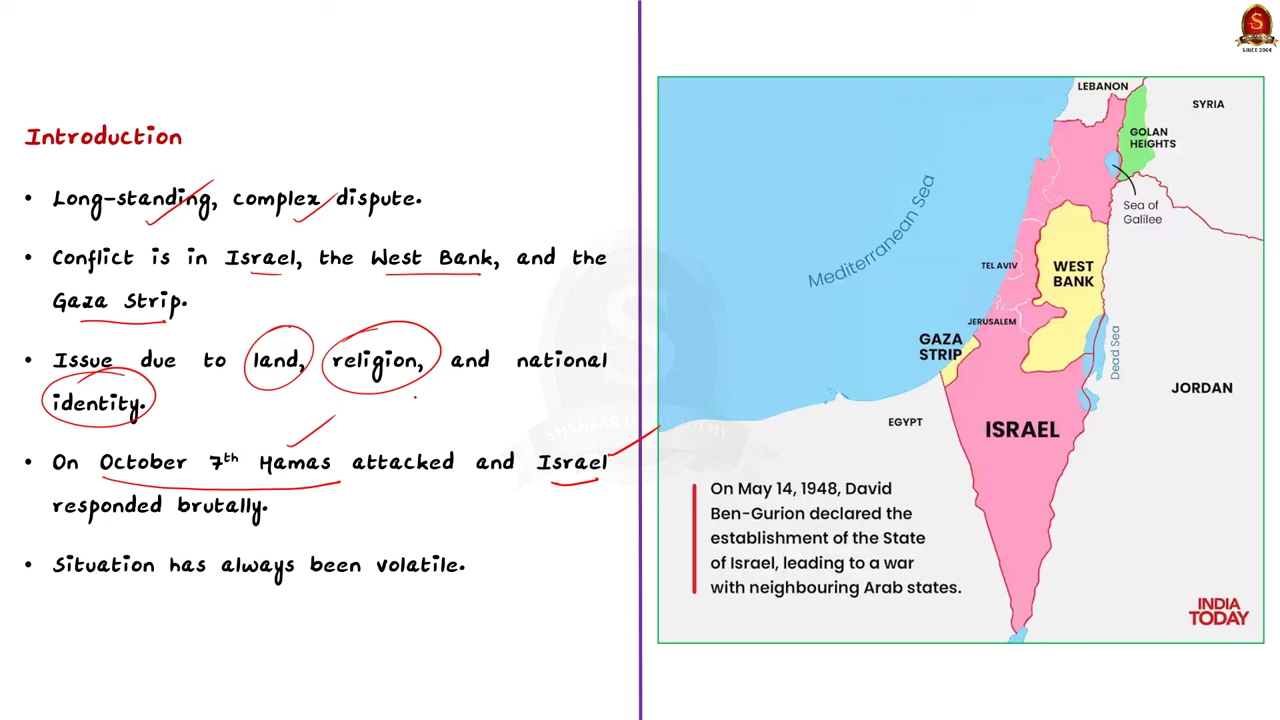 Introduction
• Long-standing, complex dispute.
• Conflict is in Israel, the West Bank, and the
Gaza Strip.
• Issue due to land, religion, and national
identity.
• On October 7th Hamas attacked and Israel
responded brutally.
• Situation has always been volatile.
SINCE 2004
LEBANON
SYRIA
GOLAN
HEIGHTS
Sea of
Galilee
Mediterranean Sea
TEL AVIV
WEST
BANK
JERUSALEM
GAZA
STRIP
Dead Sea
JORDAN
EGYPT
ISRAEL
On May 14, 1948, David
Ben-Gurion declared the
establishment of the State
of Israel, leading to a war
with neighbouring Arab states.
INDIA
TODAY